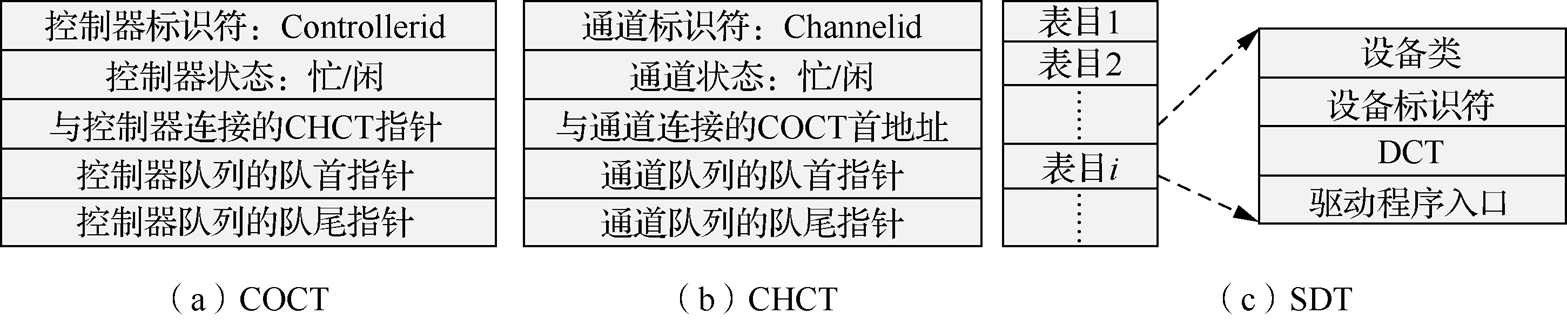 控制器标识符：Controllerid
控制器状态：忙/闲
与控制器连接的CHCT指针
控制器队列的队首指针
控制器队列的队尾指针
（a）COCT
通道标识符：Channelid
通道状态：忙/闲
与通道连接的COCT首地址
通道队列的队首指针
通道队列的队尾指针
（b）CHCT
表目1
表目2
⋮
表目i
⋮
设备类
设备标识符
DCT
驱动程序入口
（c）SDT